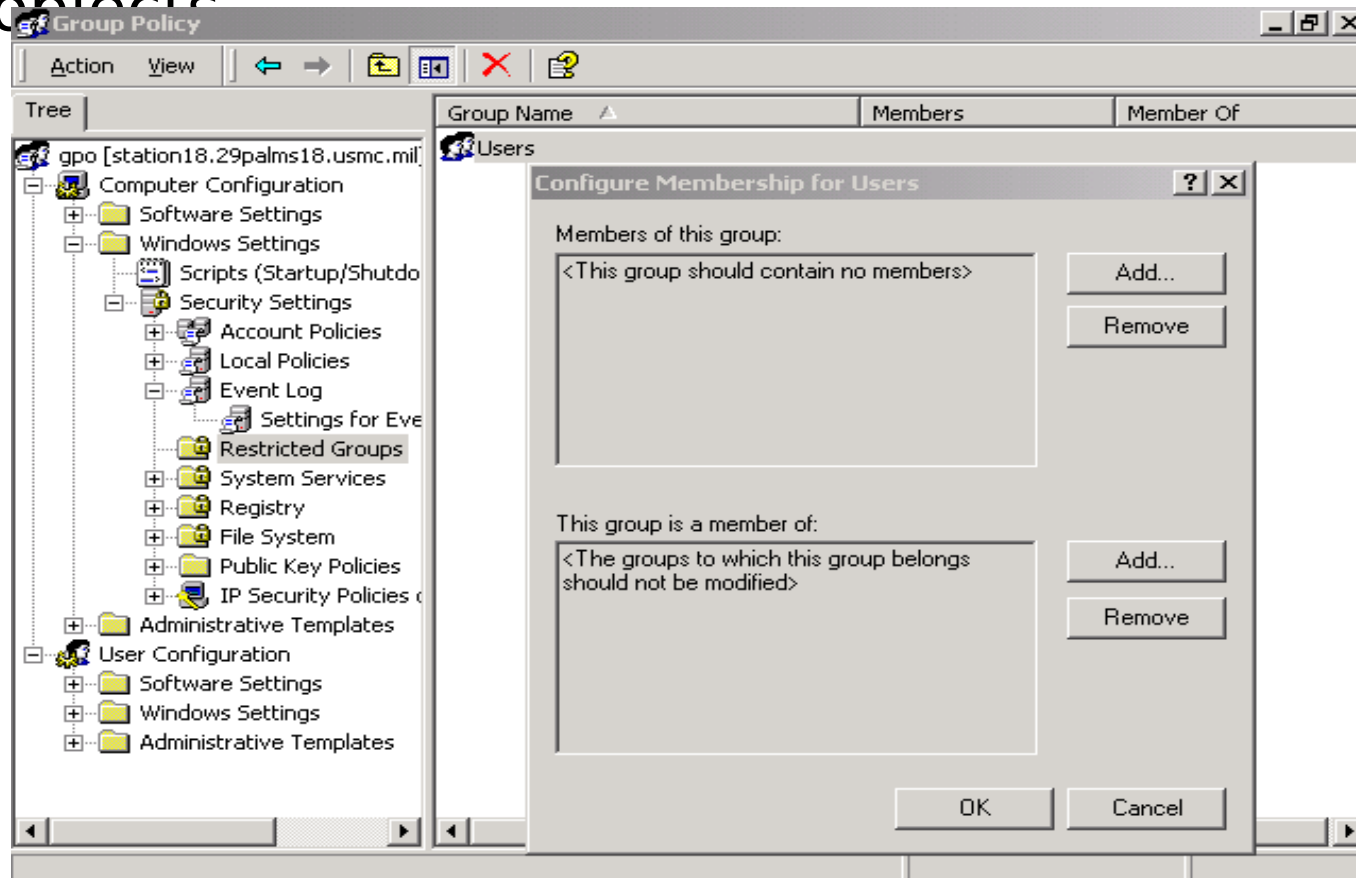 Group Policy
Action View
Tree
Group Name Members Member Of
gpo [station18.29palms18.usmc.mil]
Computer Configuration
Software Settings
Windows Settings
Scripts (Startup/Shutdo
Security Settings
Account Policies
Local Policies
Event Log
Settings for Eve
Restricted Groups
System Services
Registry
File System
Public Key Policies
IP Security Policies
Administrative Templates
User Configuration
Software Settings
Windows Settings
Administrative Templates
Users
Configure Membership for Users
Members of this group:
<This group should contain no members>
Add...
Remove
This group is a member of:
<The groups to which this group belongs
should not be modified>
Add...
Remove
OK Cancel